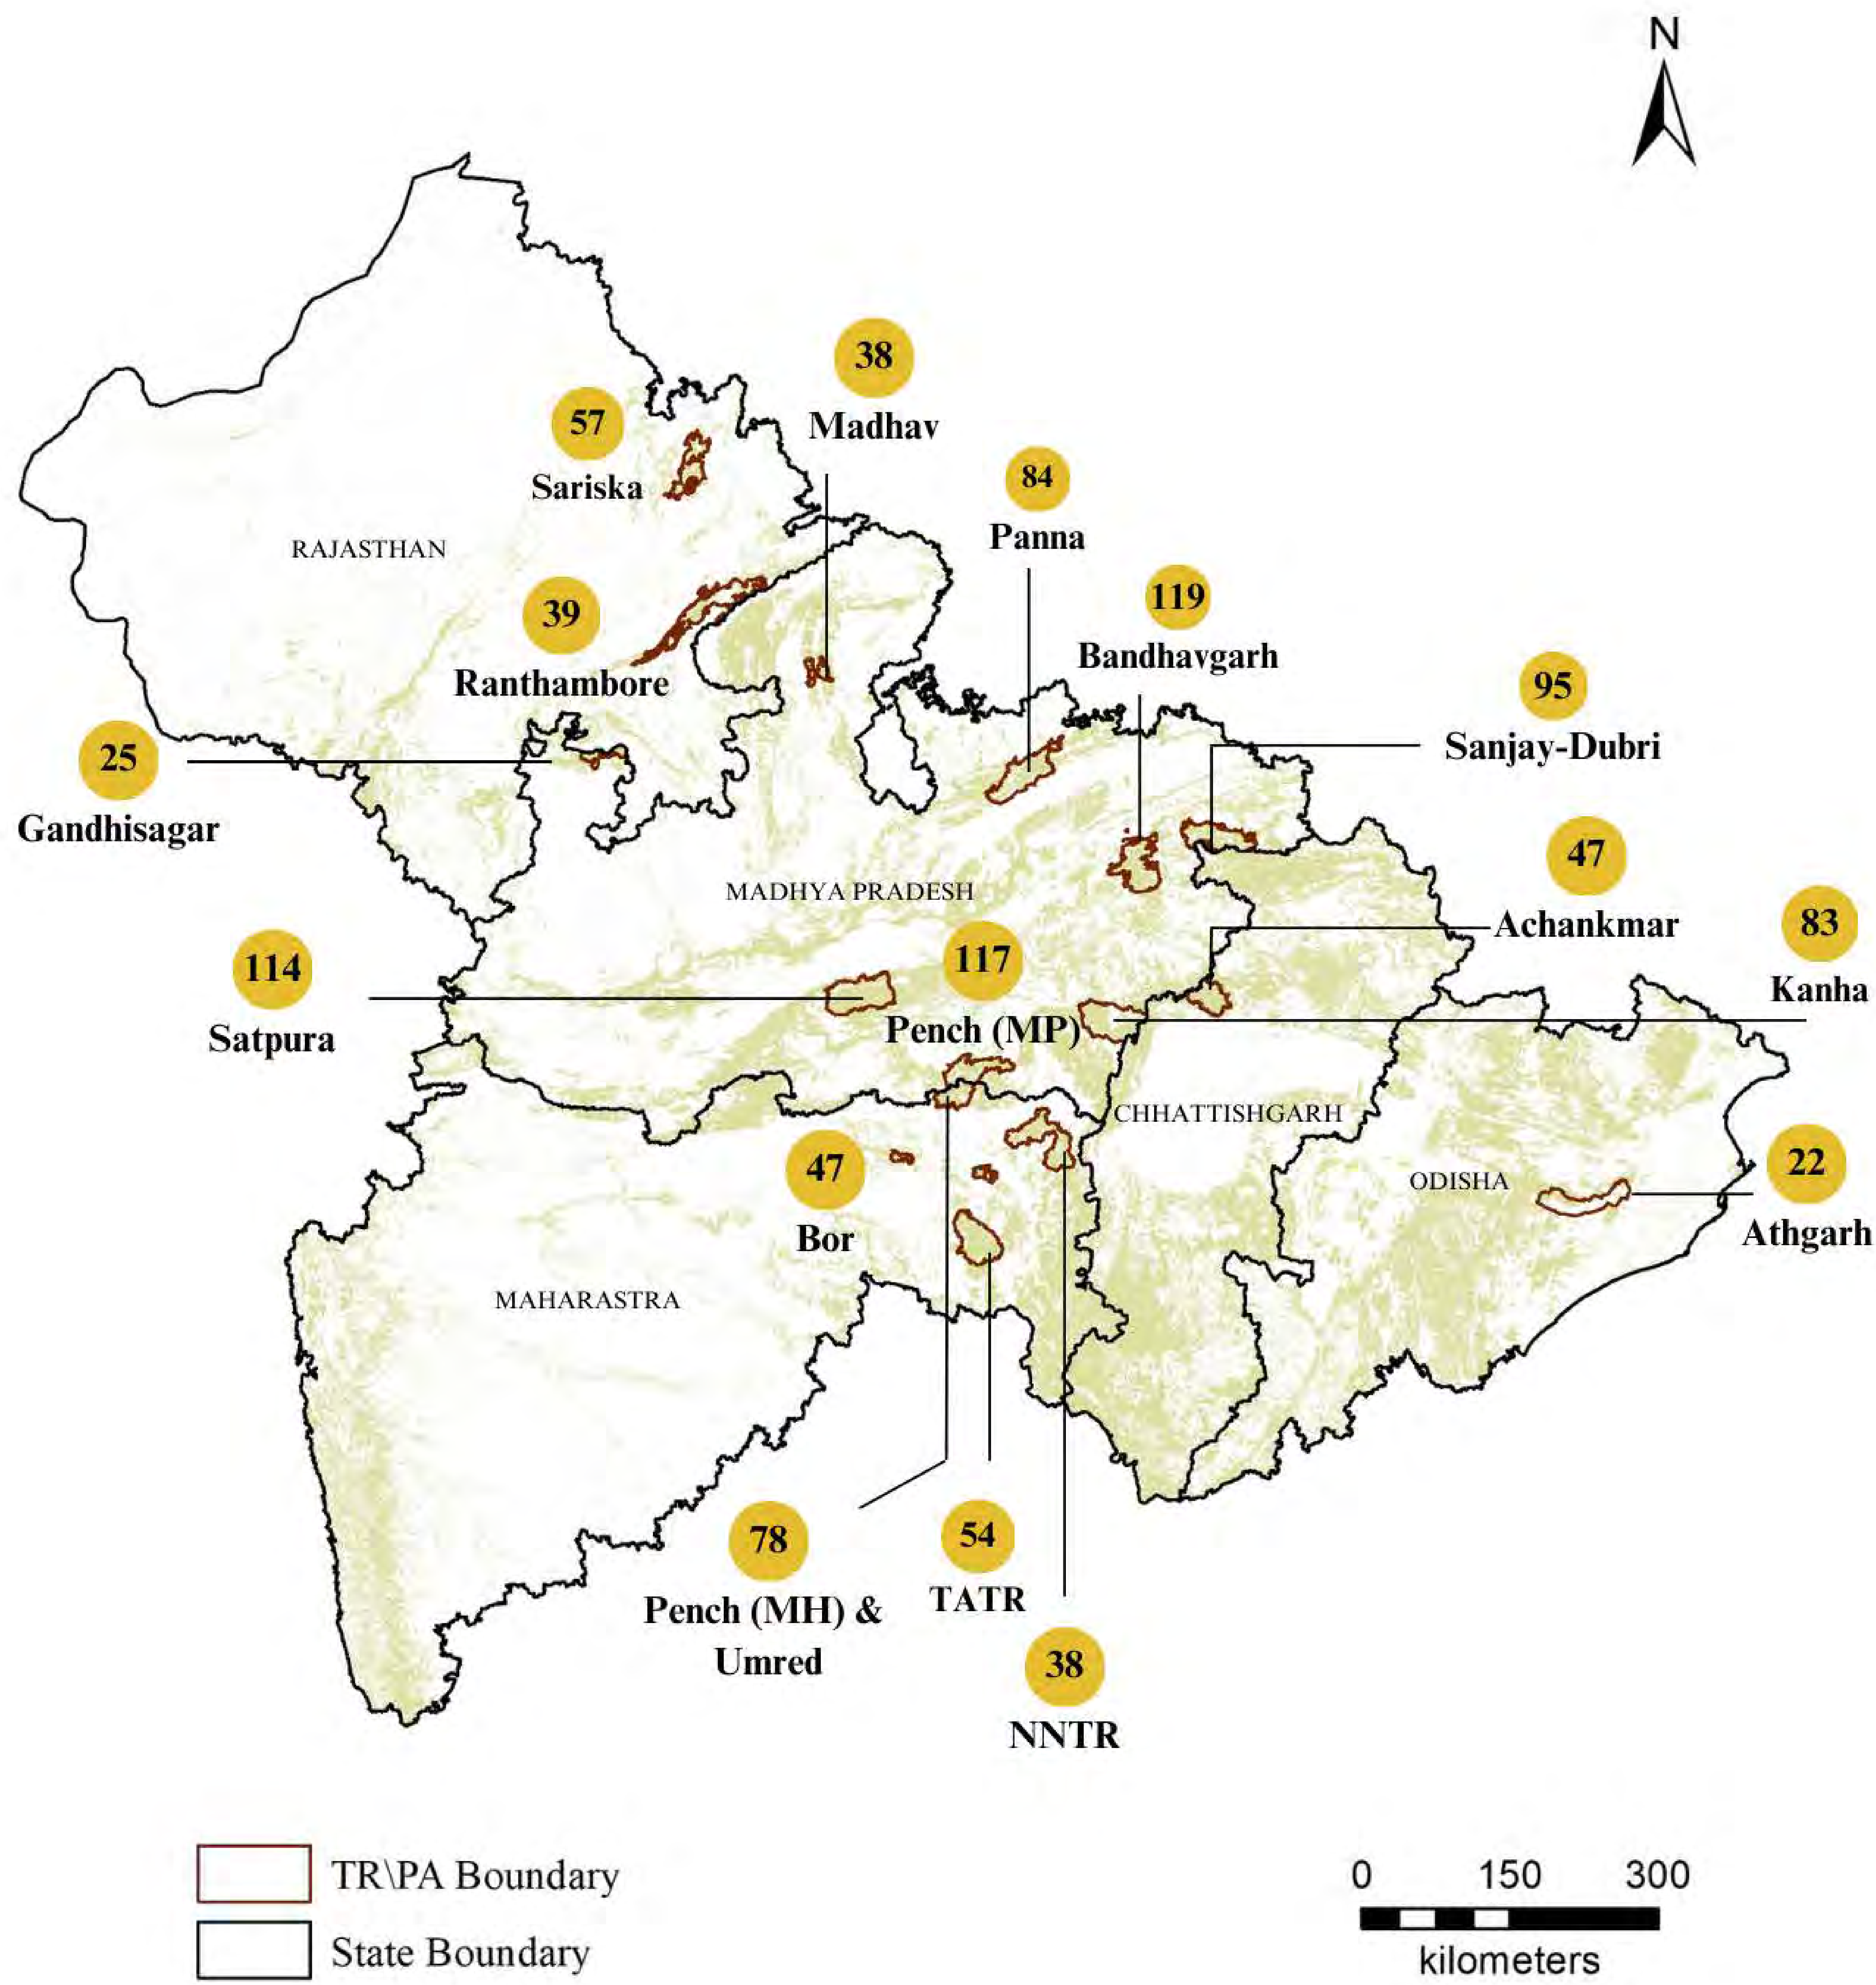 N
38
Madhav
57
Sariska
84
Panna
RAJASTHAN
119
Bandhavgarh
39
Ranthambore
95
Sanjay-Dubri
25
Gandhisagar
47
Achankmar
MADHYA PRADESH
83
Kanha
117
Pench (MP)
114
Satpura
CHHATTISHGARH
47
Bor
ODISHA
22
Athgarh
MAHARASTRA
78
Pench (MH) &
Umred
54
TATR
38
NNTR
TR\PA Boundary
State Boundary
0 150 300
kilometers